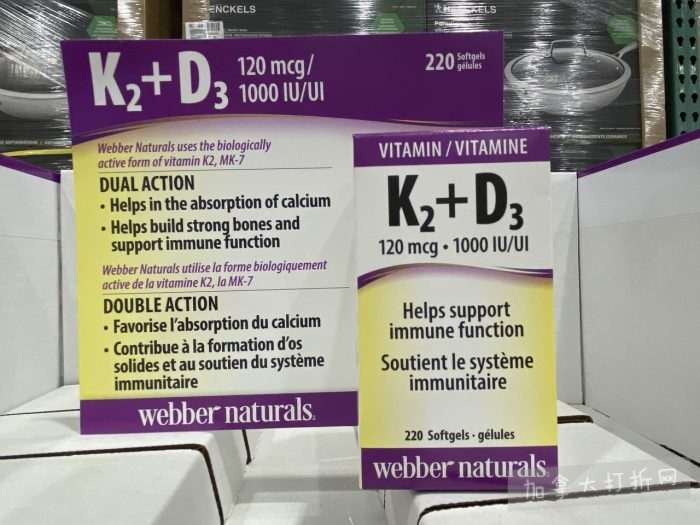 HENCKELS
HENCKELS
K2+D3 120 mcg/
1000 IU/UI
220 Softgels
gélules
Webber Naturals uses the biologically
active form of vitamin K2, MK-7
DUAL ACTION
• Helps in the absorption of calcium
• Helps build strong bones and
support immune function
Webber Naturals utilise la forme biologiquement
active de la vitamine K2, la MK-7
DOUBLE ACTION
• Favorise l'absorption du calcium
• Contribue à la formation d'os
solides et au soutien du système
immunitaire
webber naturals®
VITAMIN / VITAMINE
K2+D3
120 mcg • 1000 IU/UI
Helps support
immune function
Soutient le système
immunitaire
220 Softgels · gélules
webber naturals®
加拿大打折网